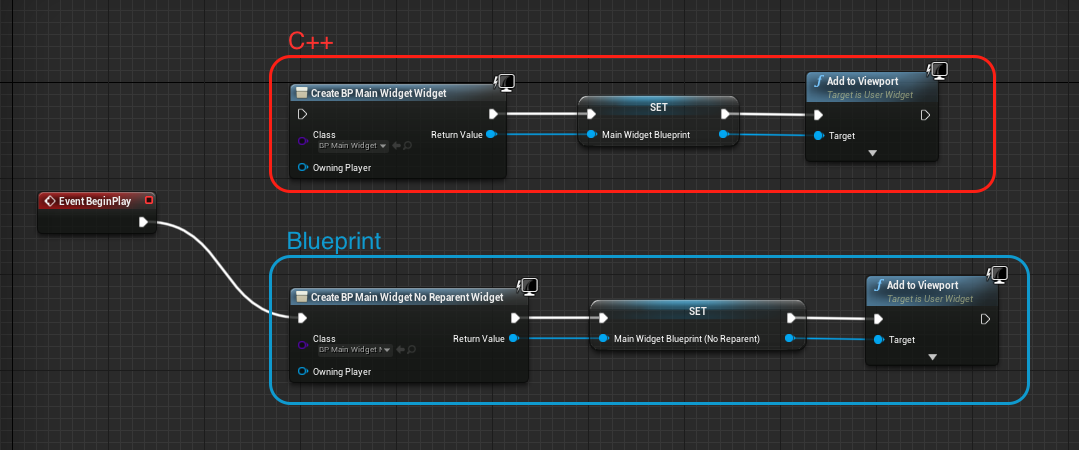 C++
Create BP Main Widget Widget
Class
BP Main Widget
Return Value
Owning Player
SET
Main Widget Blueprint
Add to Viewport
Target is User Widget
Target
Event BeginPlay
Blueprint
Create BP Main Widget No Reparent Widget
Class
BP Main Widget N
Return Value
Owning Player
SET
Main Widget Blueprint (No Reparent)
Add to Viewport
Target is User Widget
Target